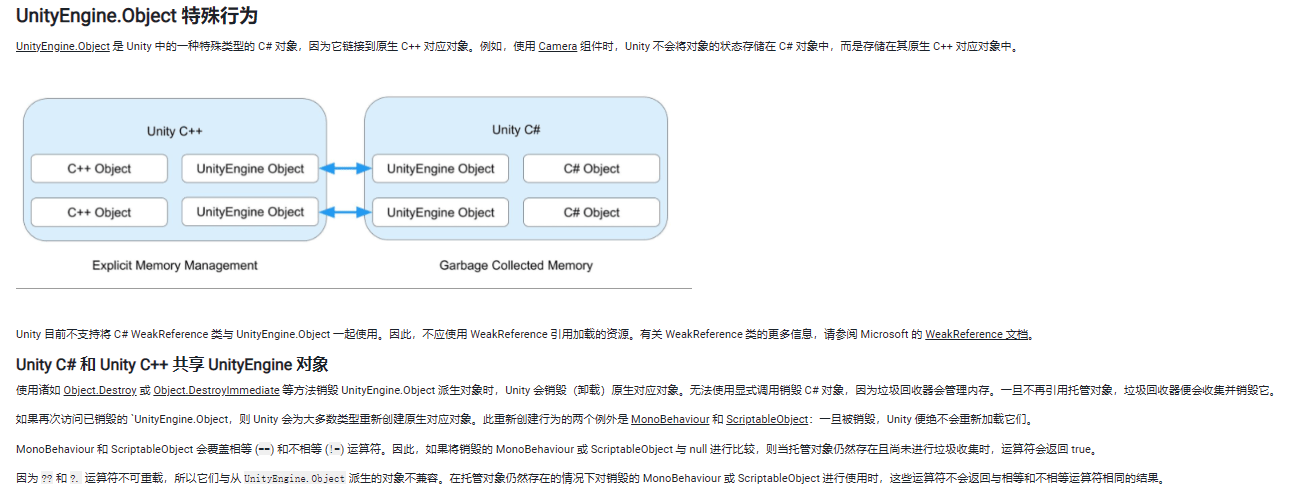 UnityEngine.Object 特殊行为
UnityEngine.Object 是 Unity 中的一种特殊类型的 C# 对象，因为它链接到原生 C++ 对应对象。例如，使用 Camera 组件时，Unity 不会将对象的状态存储在 C# 对象中，而是存储在其原生 C++ 对应对象中。
Unity C++
C++ Object
UnityEngine Object
C++ Object
UnityEngine Object
Explicit Memory Management
Unity C#
UnityEngine Object
C# Object
UnityEngine Object
C# Object
Garbage Collected Memory
Unity 目前不支持将 C# WeakReference 类与 UnityEngine.Object 一起使用。因此，不应使用 WeakReference 引用加载的资源。有关 WeakReference 类的更多信息，请参阅 Microsoft 的 WeakReference 文档。
Unity C# 和 Unity C++ 共享 UnityEngine 对象
使用诸如 Object.Destroy 或 Object.DestroyImmediate 等方法销毁 UnityEngine.Object 派生对象时，Unity 会销毁（卸载）原生对应对象。无法使用显式调用销毁 C# 对象，因为垃圾回收器会管理内存。一旦不再引用托管对象，垃圾回收器便会收集并销毁它。
如果再次访问已销毁的 `UnityEngine.Object，则 Unity 会为大多数类型重新创建原生对应对象。此重新创建行为的两个例外是 MonoBehaviour 和 ScriptableObject：一旦被销毁，Unity 便绝不会重新加载它们。
MonoBehaviour 和 ScriptableObject 会覆盖相等 (==) 和不相等 (!=) 运算符。因此，如果将销毁的 MonoBehaviour 或 ScriptableObject 与 null 进行比较，则当托管对象仍然存在且尚未进行垃圾收集时，运算符会返回 true。
因为 ?? 和 ?. 运算符不可重载，所以它们与从 UnityEngine.Object 派生的对象不兼容。在托管对象仍然存在的情况下对销毁的 MonoBehaviour 或 ScriptableObject 进行使用时，这些运算符不会返回与相等和不相等运算符相同的结果。